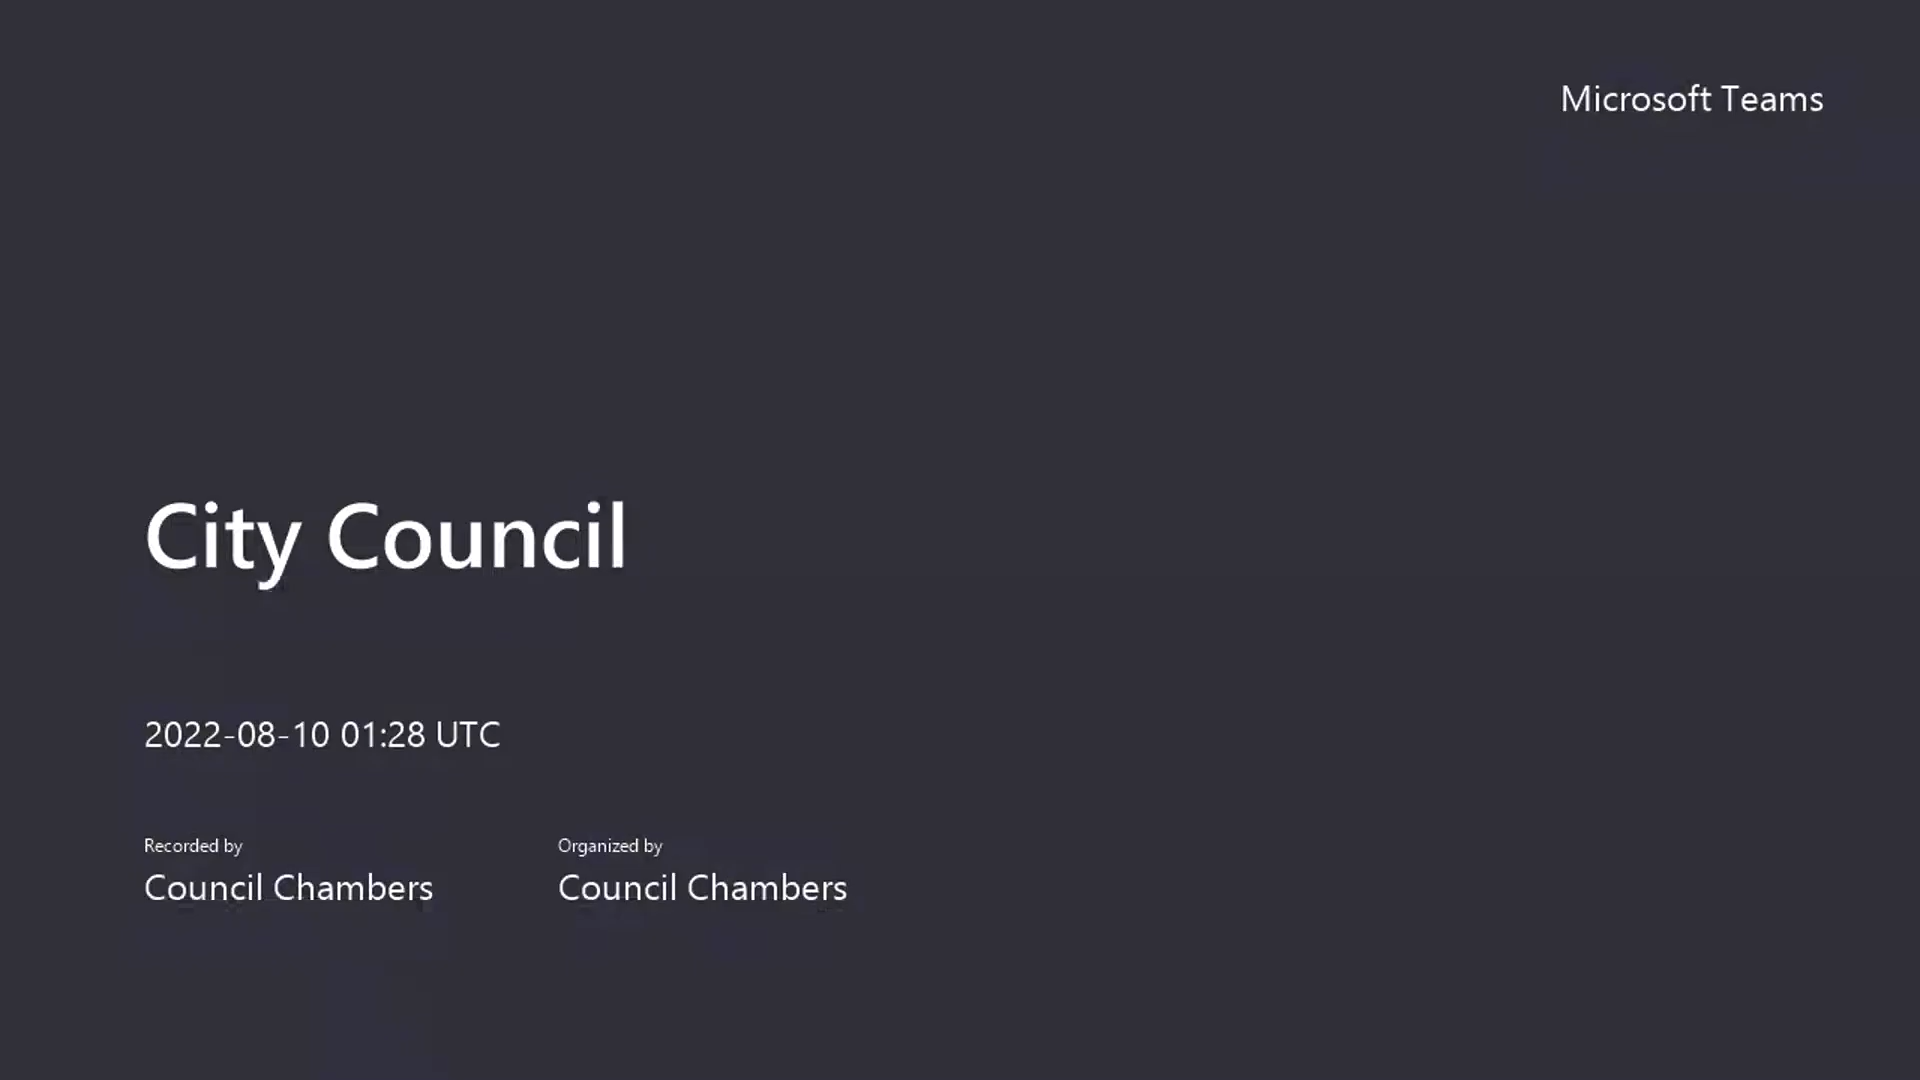 Microsoft Teams
City Council
2022-08-10 01:28 UTC
Recorded by
Council Chambers
Organized by
Council Chambers